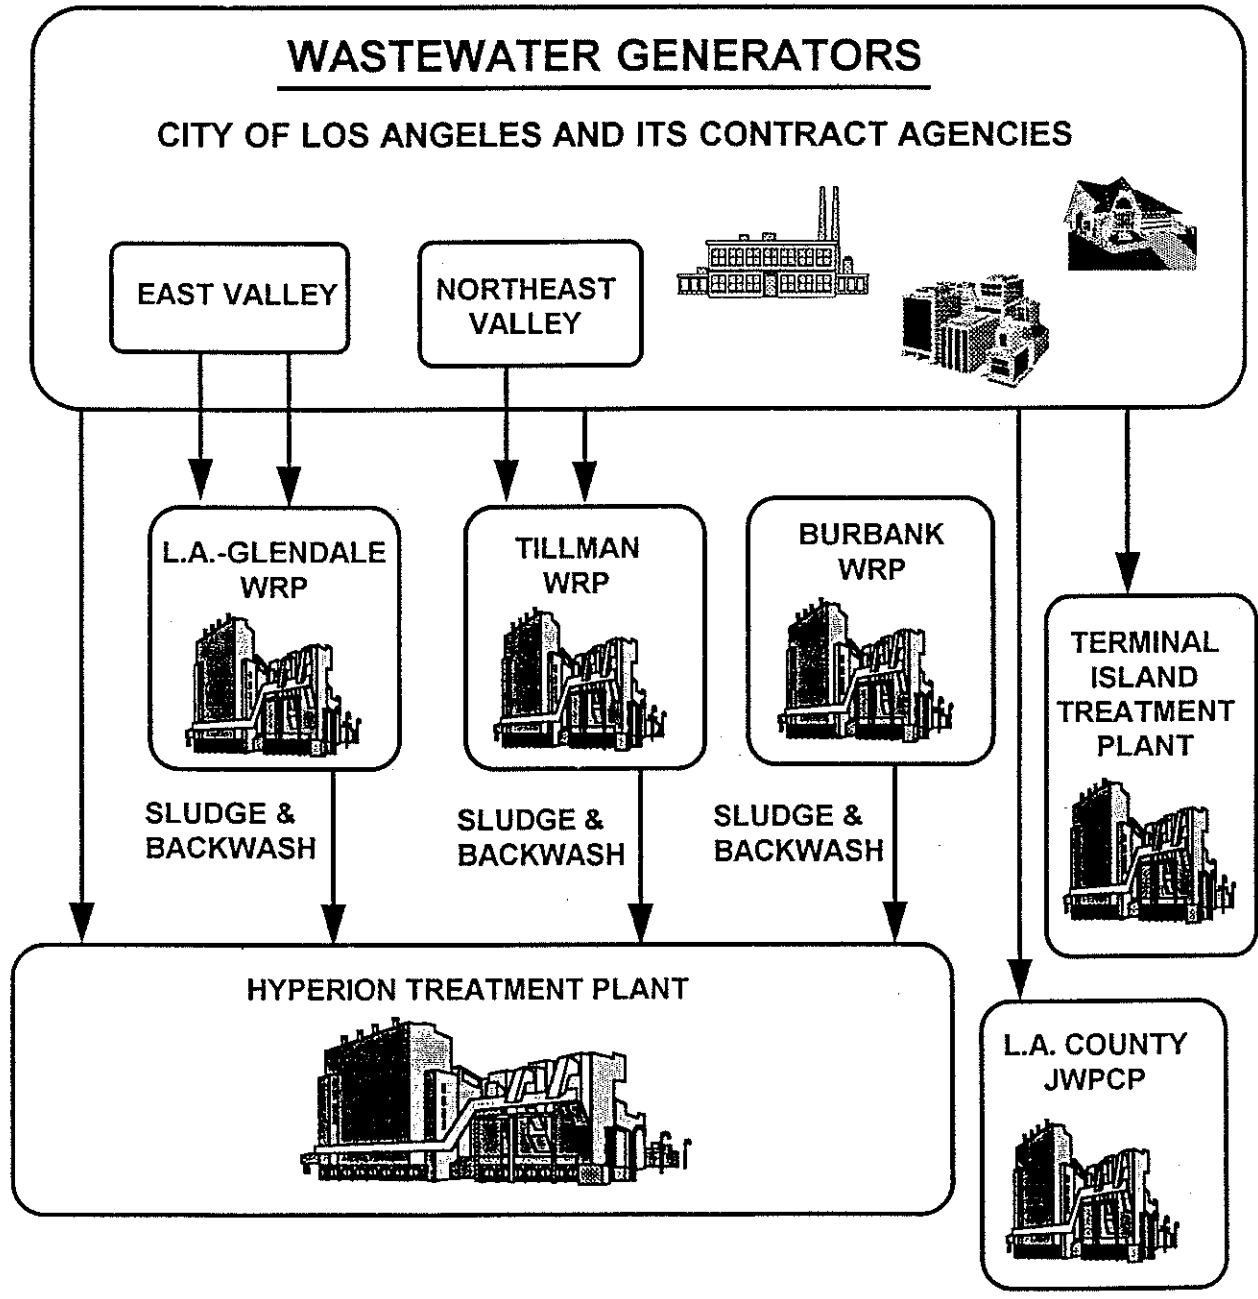 WASTEWATER GENERATORS
CITY OF LOS ANGELES AND ITS CONTRACT AGENCIES
EAST VALLEY
NORTHEAST
VALLEY
L.A.-GLENDALE
WRP
TILLMAN
WRP
BURBANK
WRP
TERMINAL
ISLAND
TREATMENT
PLANT
SLUDGE &
BACKWASH
SLUDGE &
BACKWASH
SLUDGE &
BACKWASH
HYPERION TREATMENT PLANT
L.A. COUNTY
JWPCP